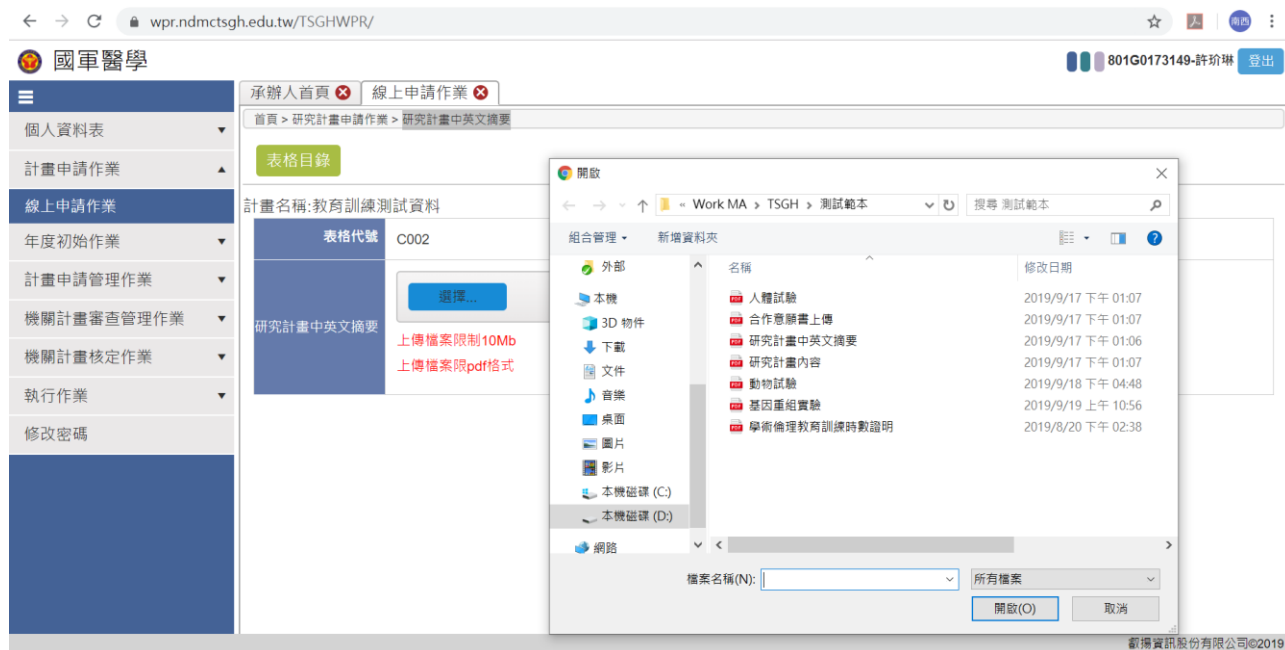 wpr.ndmctsgh.edu.tw/TSGHWPR/
南西
國軍醫學
801G0173149-許玠琳 登出
承辦人首頁 線上申請作業
首頁 > 研究計畫申請作業 > 研究計畫中英文摘要
個人資料表
計畫申請作業
線上申請作業
年度初始作業
計畫申請管理作業
機關計畫審查管理作業
機關計畫核定作業
執行作業
修改密碼
表格目錄
計畫名稱:教育訓練測試資料
表格代號 C002
研究計畫中英文摘要
選擇...
上傳檔案限制10Mb
上傳檔案限pdf格式
開啟
« Work MA > TSGH > 測試範本
搜尋 測試範本
組合管理 新增資料夾
外部
本機
3D 物件
下載
文件
音樂
桌面
圖片
影片
本機磁碟 (C:)
本機磁碟 (D:)
網路
名稱 修改日期
人體試驗 2019/9/17 下午 01:07
合作意願書上傳 2019/9/17 下午 01:07
研究計畫中英文摘要 2019/9/17 下午 01:06
研究計畫內容 2019/9/17 下午 01:07
動物試驗 2019/9/18 下午 04:48
基因重組實驗 2019/9/19 上午 10:56
學術倫理教育訓練時數證明 2019/8/20 下午 02:38
檔案名稱(N): 所有檔案
開啟(O) 取消
叡揚資訊股份有限公司©2019